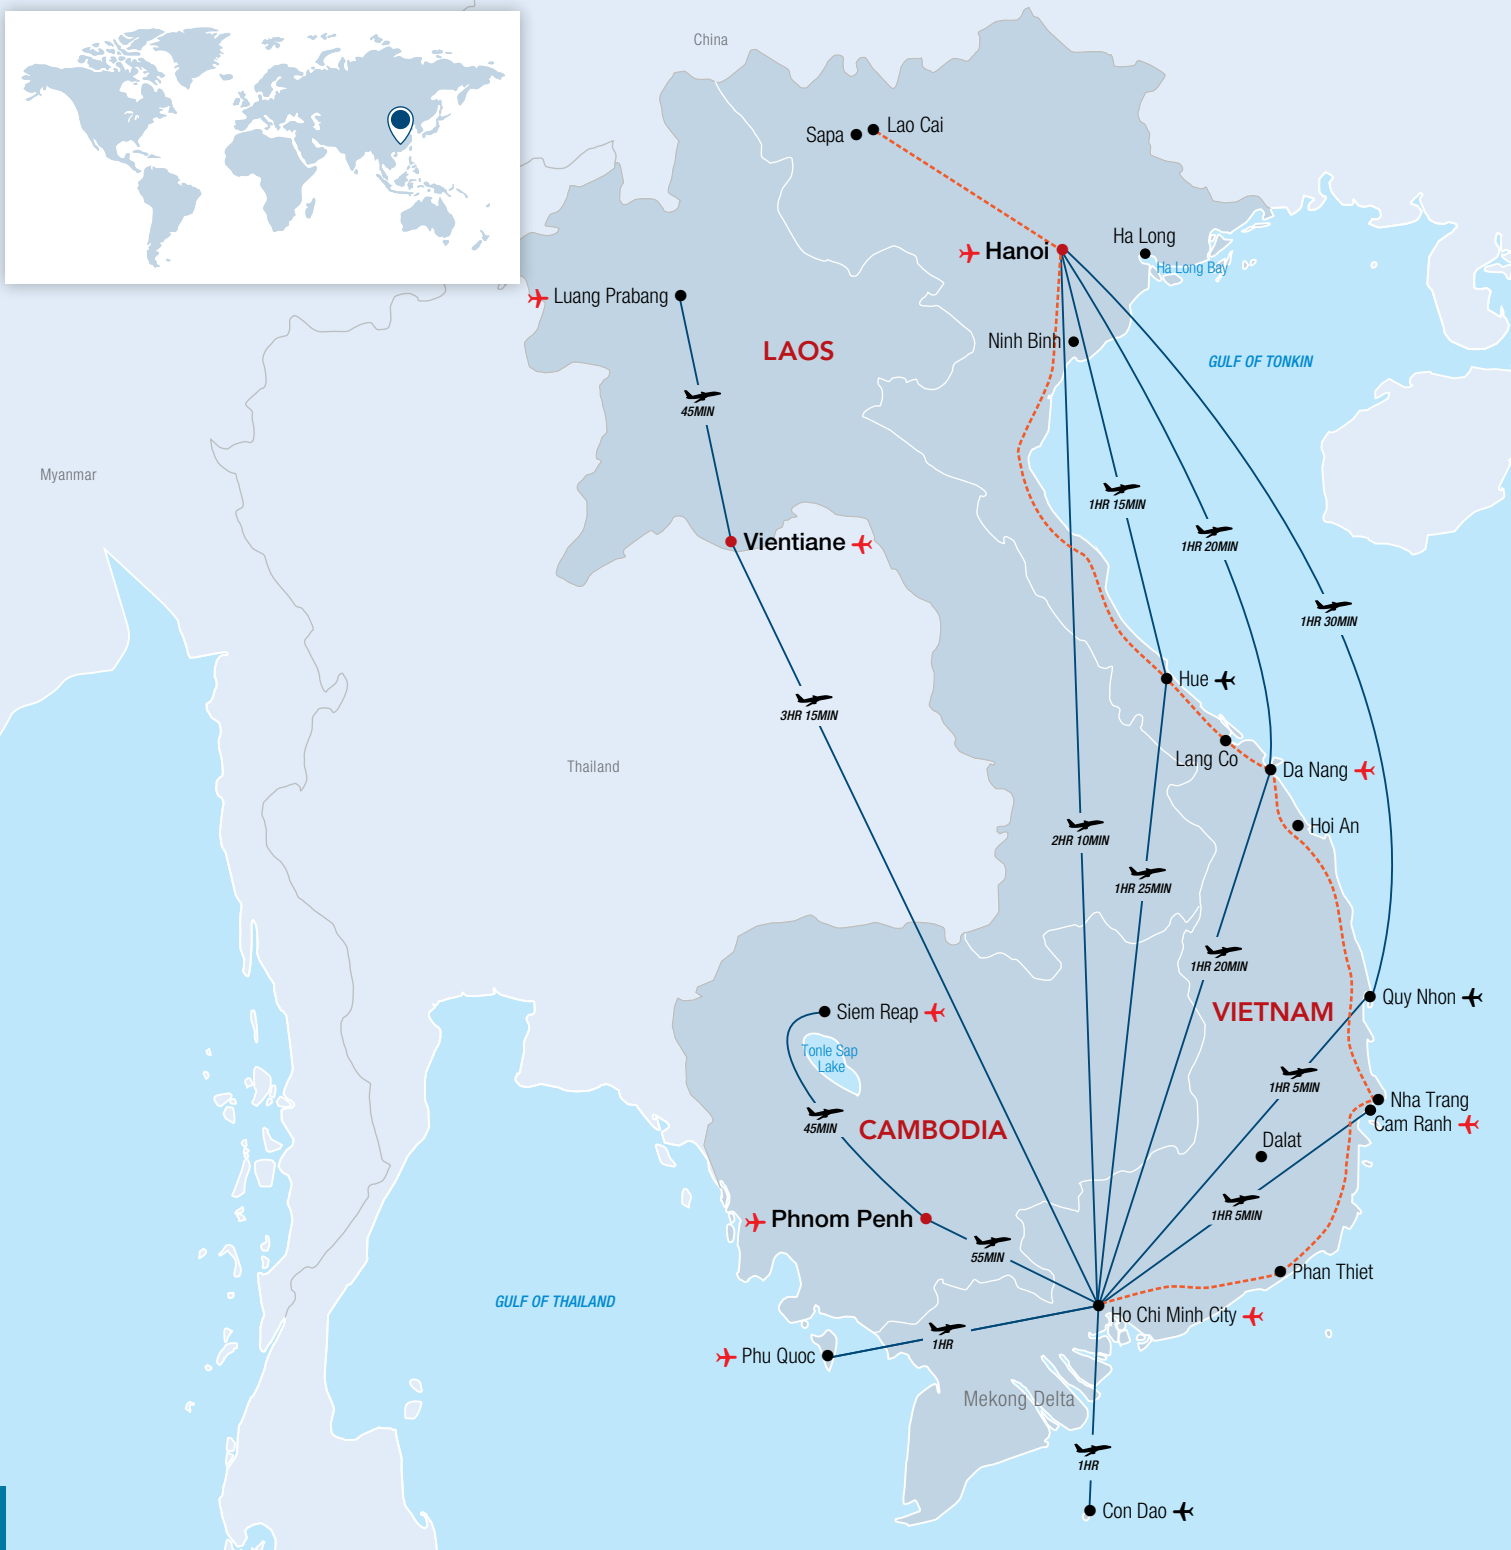 China
Lao Cai
Sapa
Ha Long
Hanoi
Ha Long Bay
Luang Prabang
Ninh Binh
LAOS
GULF OF TONKIN
45MIN
Myanmar
1HR 15MIN
Vientiane
1HR 20MIN
1HR 30MIN
Hue
3HR 15MIN
Lang Co
Thailand
Da Nang
Hoi An
2HR 10MIN
1HR 25MIN
1HR 20MIN
Quy Nhon
Siem Reap
VIETNAM
Tonle Sap
Lake
1HR 5MIN
Nha Trang
45MIN
CAMBODIA
Cam Ranh
Dalat
1HR 5MIN
Phnom Penh
55MIN
Phan Thiet
GULF OF THAILAND
Ho Chi Minh City
1HR
Phu Quoc
Mekong Delta
1HR
Con Dao